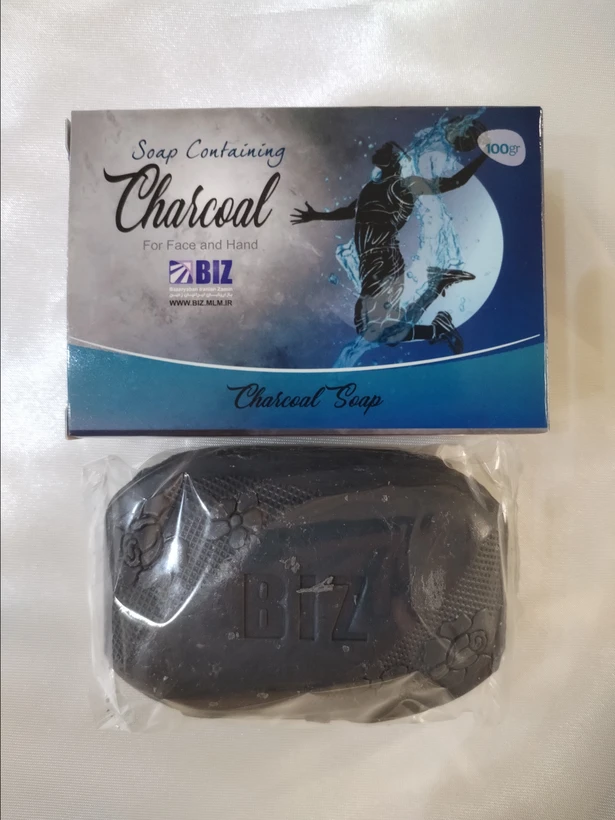 Soap Containing
Charcoal
For Face and Hand
BIZ
WWW.BIZ.MLM.IR
100gr
Charcoal Soap
BiZ